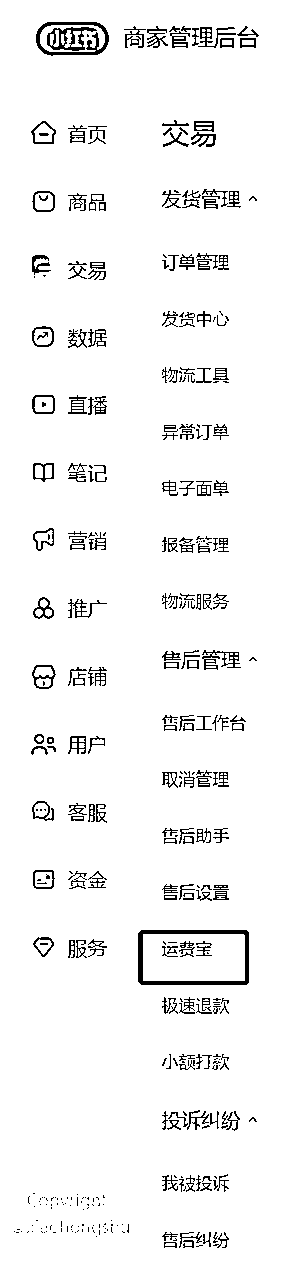 小红书 商家管理后台
首页
商品
交易
数据
直播
笔记
营销
推广
店铺
用户
客服
资金
服务
交易
发货管理
订单管理
发货中心
物流工具
异常订单
电子面单
报备管理
物流服务
售后管理
售后工作台
取消管理
售后助手
售后设置
运费宝
极速退款
小额打款
投诉纠纷
我被投诉
售后纠纷